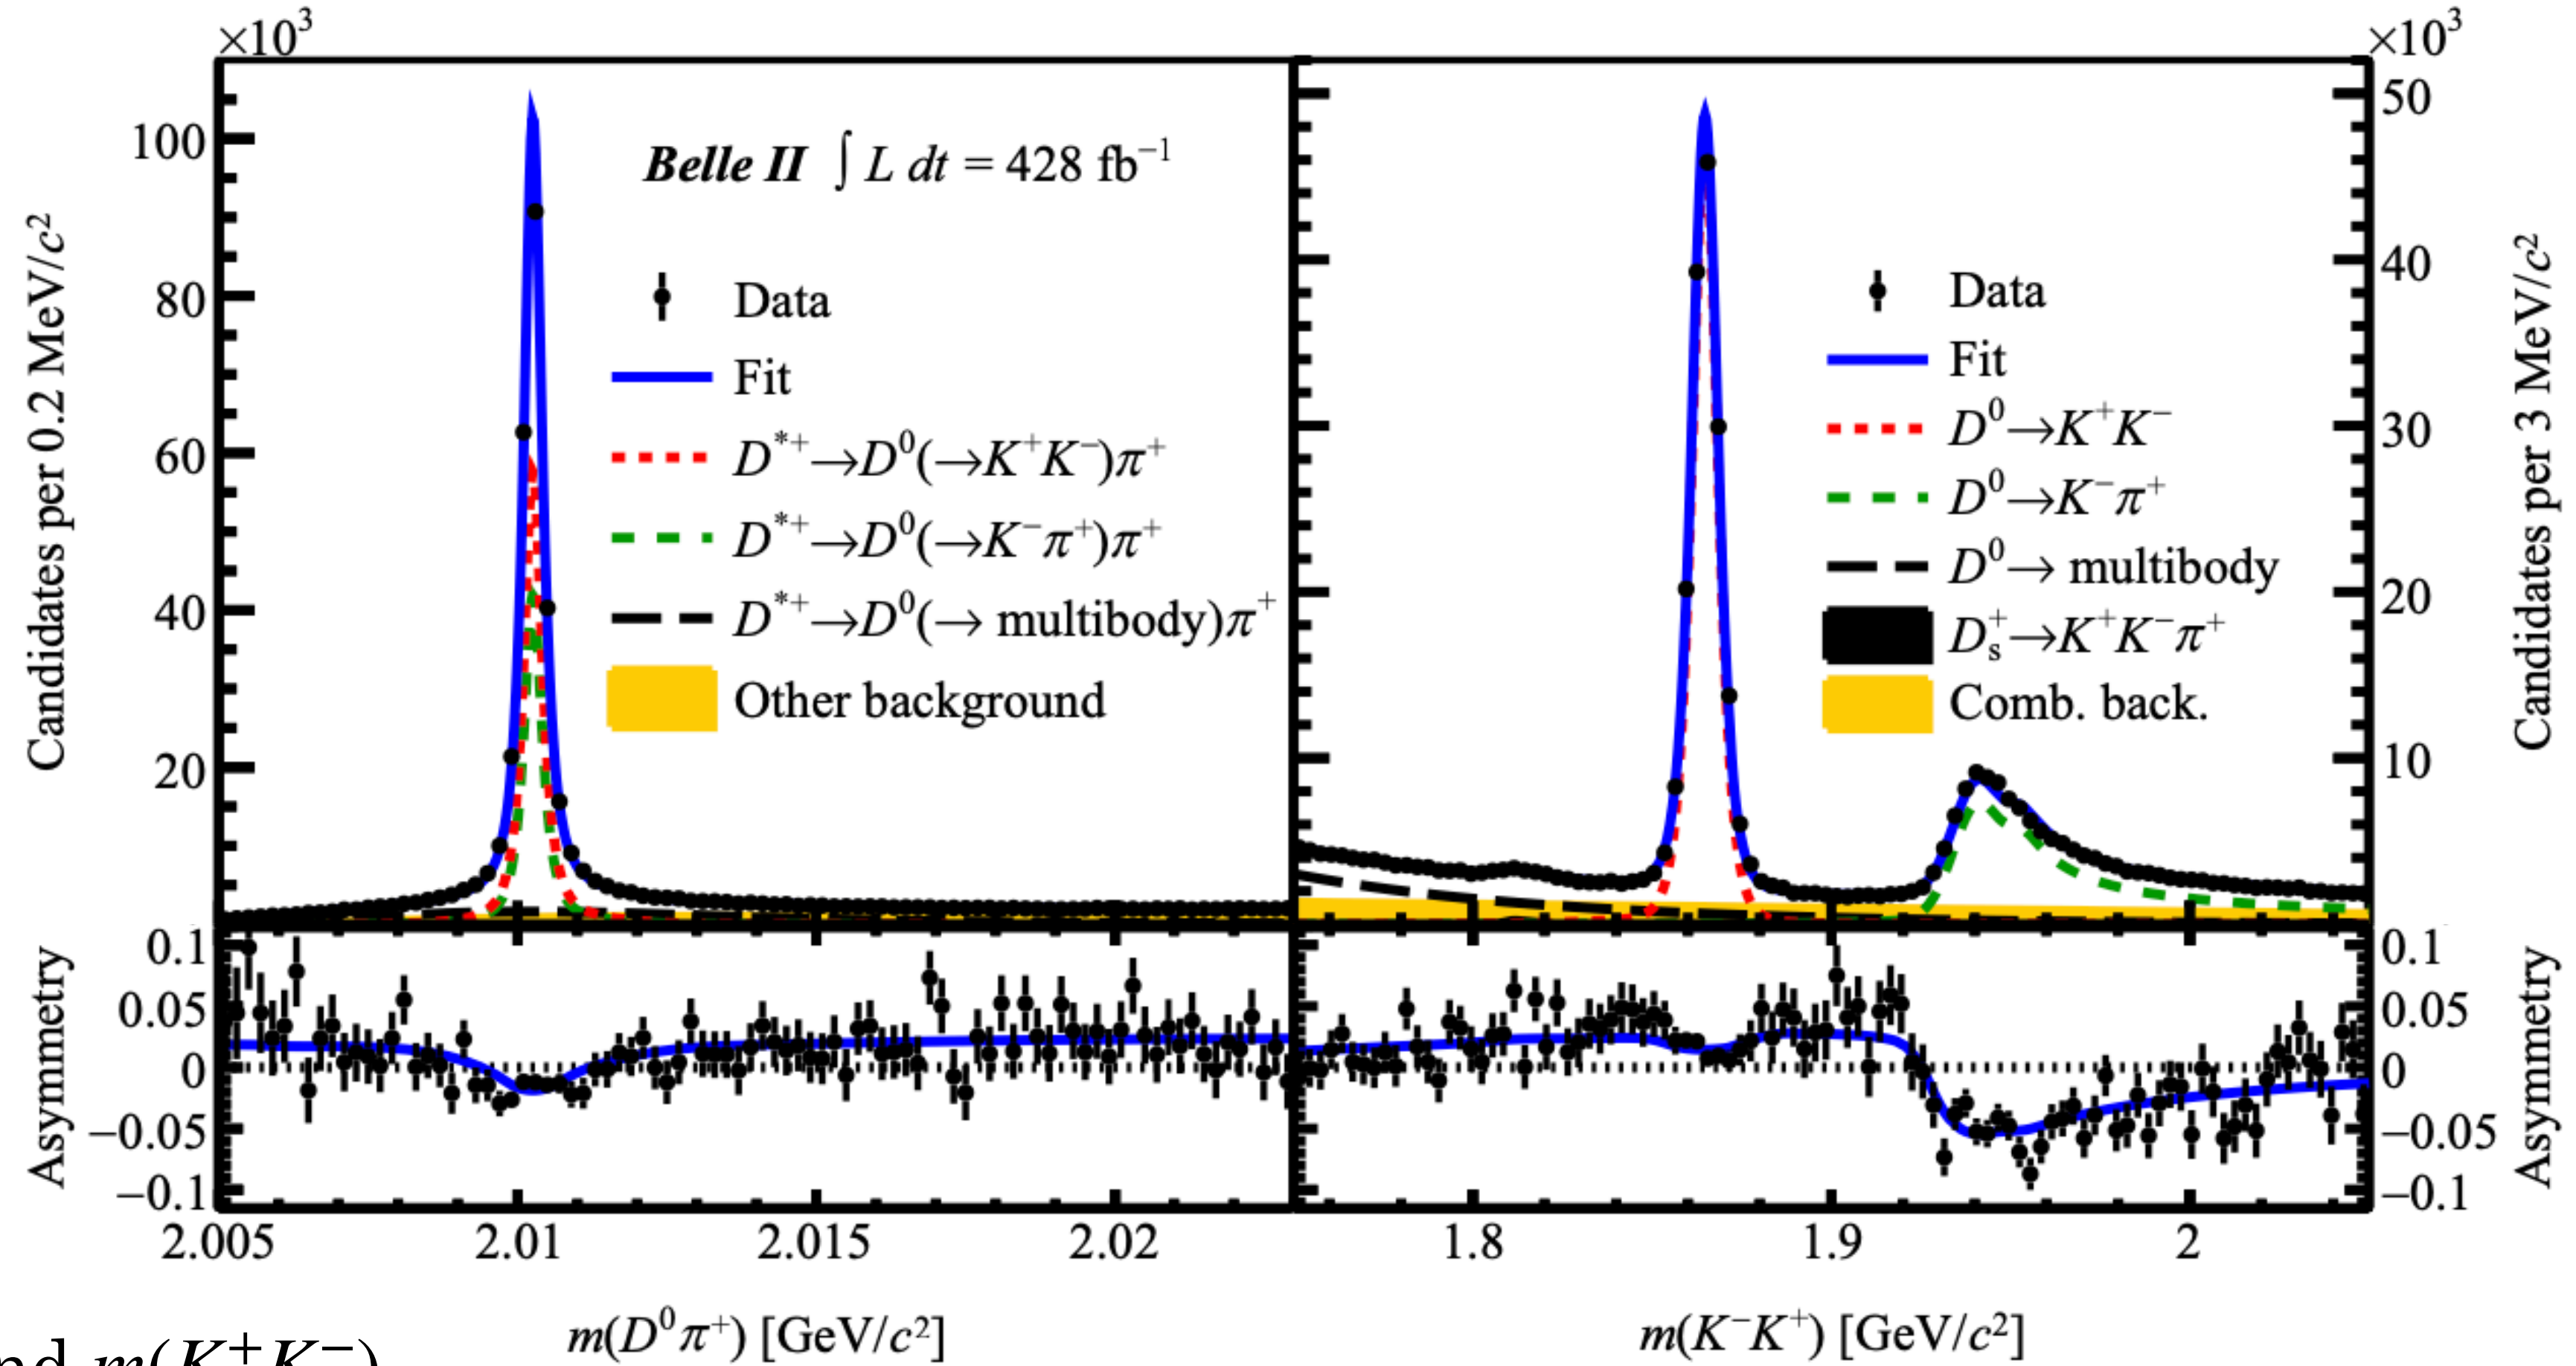 ×10³ ×10³
Candidates per 0.2 MeV/c²
100
80
60
40
20
Belle II ∫ L dt = 428 fb⁻¹
Data
Fit
D*⁺→D⁰(→K⁺K⁻)π⁺
D*⁺→D⁰(→K⁻π⁺)π⁺
D*⁺→D⁰(→ multibody)π⁺
Other background
50
40
30
20
10
Candidates per 3 MeV/c²
Data
Fit
D⁰→K⁺K⁻
D⁰→K⁻π⁺
D⁰→ multibody
Dₛ⁺→K⁺K⁻π⁺
Comb. back.
Asymmetry
0.1
0.05
0
−0.05
−0.1
0.1
0.05
0
−0.05
−0.1
Asymmetry
2.005 2.01 2.015 2.02 1.8 1.9 2
m(D⁰π⁺) [GeV/c²] m(K⁻K⁺) [GeV/c²]
m(K⁺K⁻)